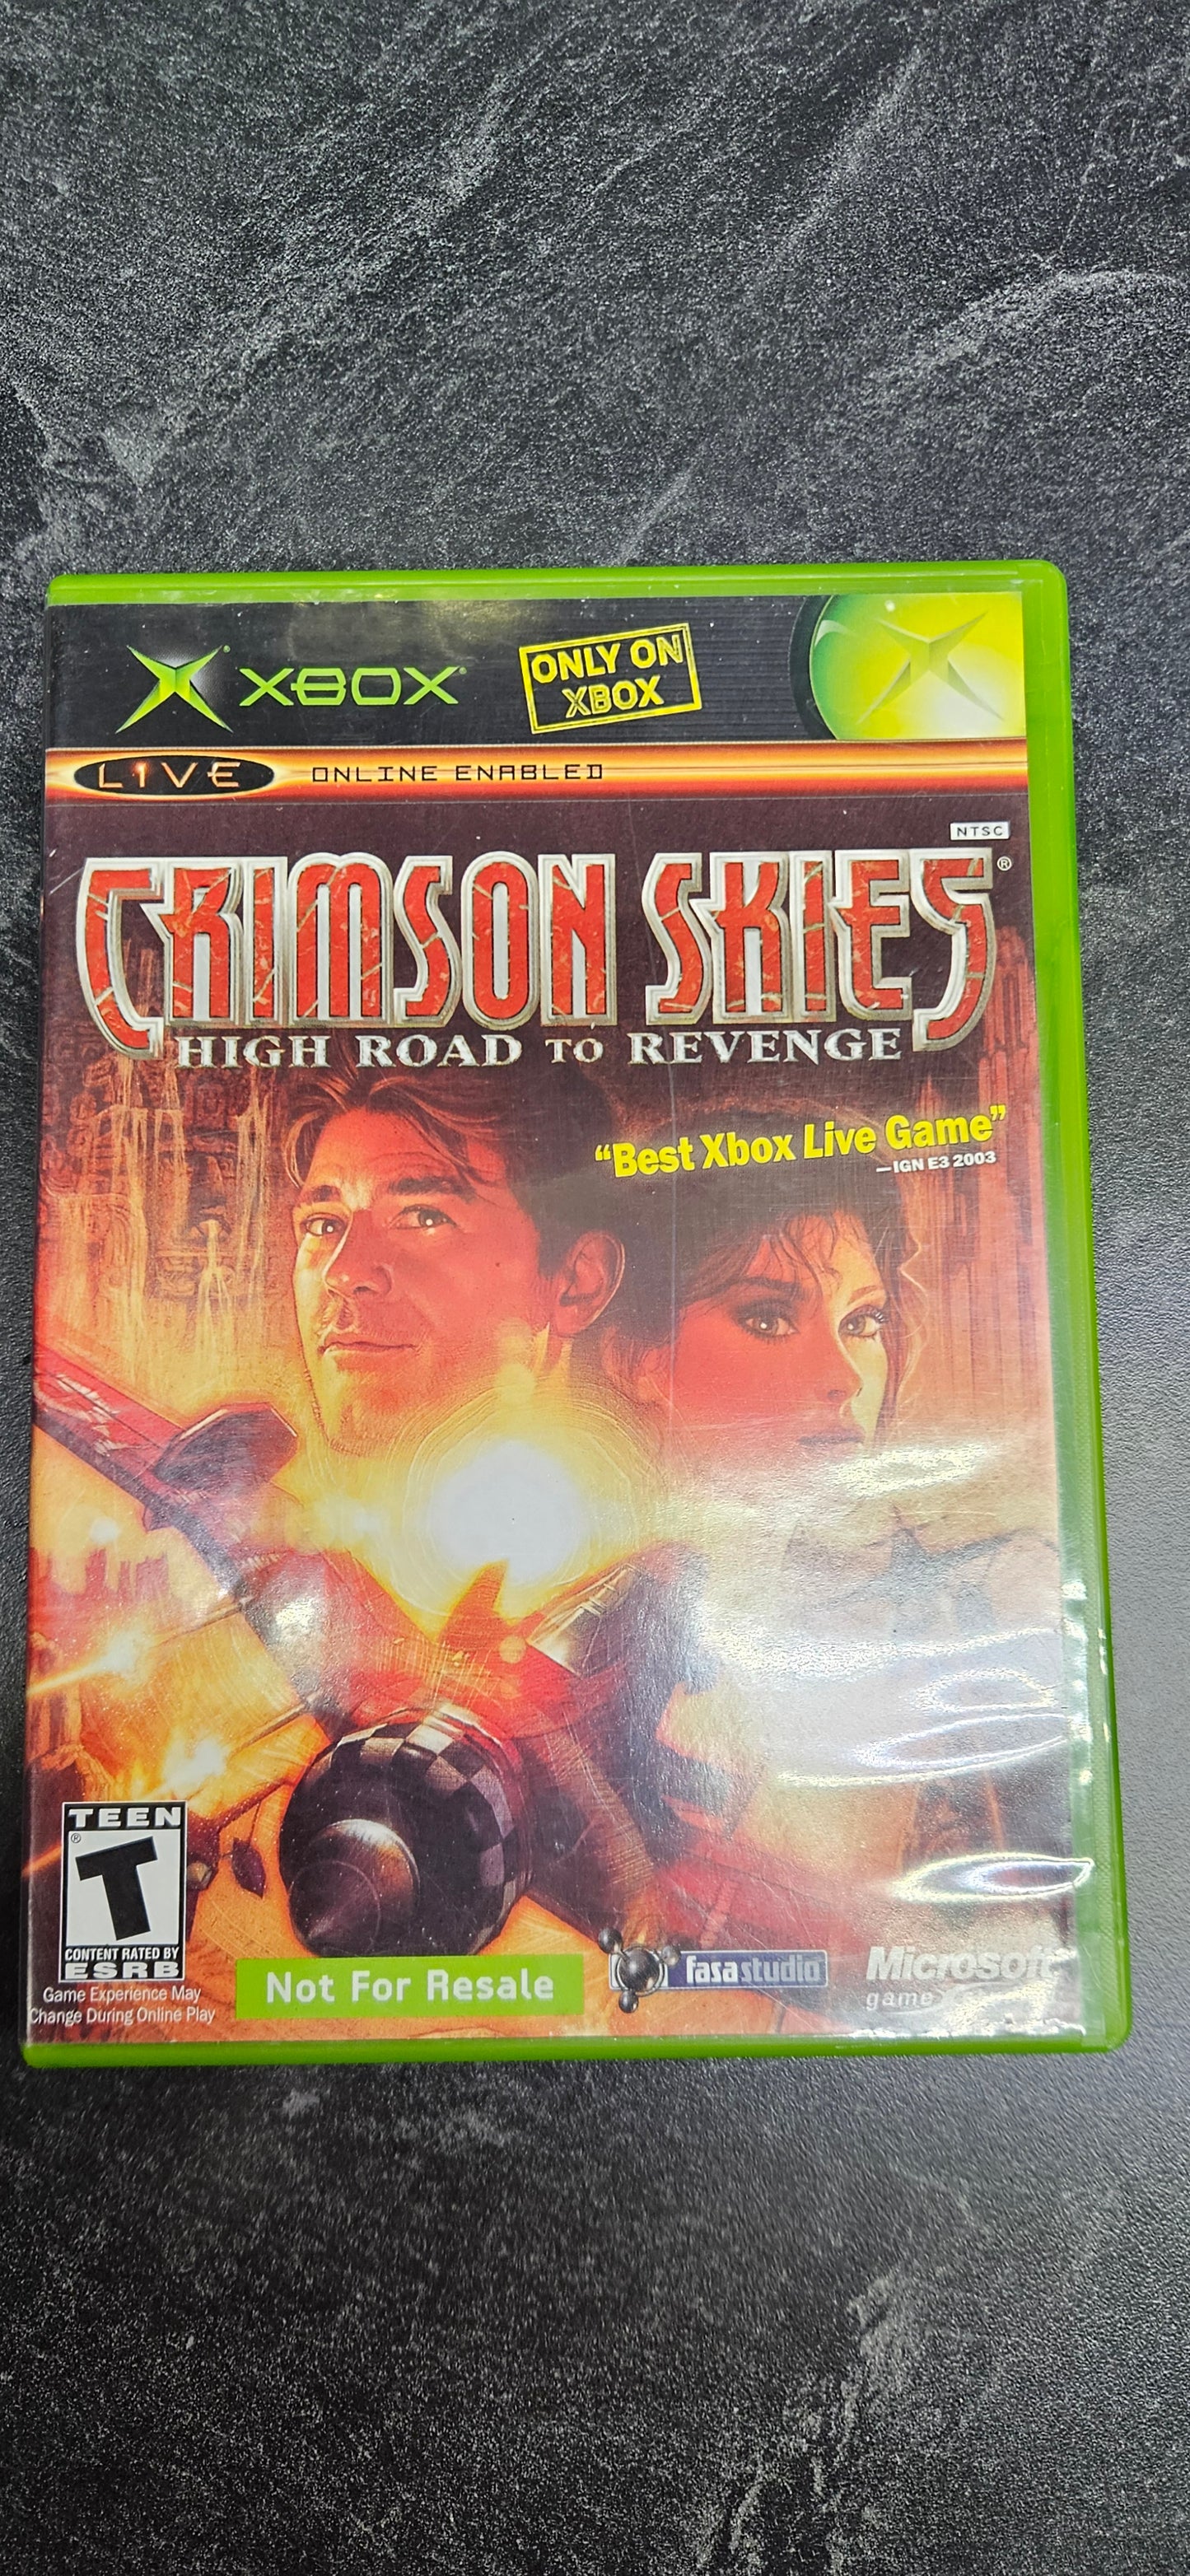 XBOX
ONLY ON
XBOX
LIVE ONLINE ENABLED
NTSC
CRIMSON SKIES®
HIGH ROAD TO REVENGE
“Best Xbox Live Game”
—IGN E3 2003
TEEN
T
CONTENT RATED BY
ESRB
Game Experience May
Change During Online Play
Not For Resale
fasastudio
Microsoft
game